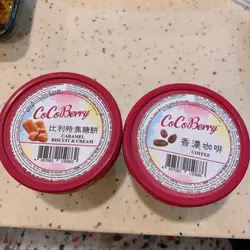 CoCoBerry
比利時焦糖餅
CARAMEL
BISCUIT & CREAM
CoCoBerry
香濃咖啡
COFFEE